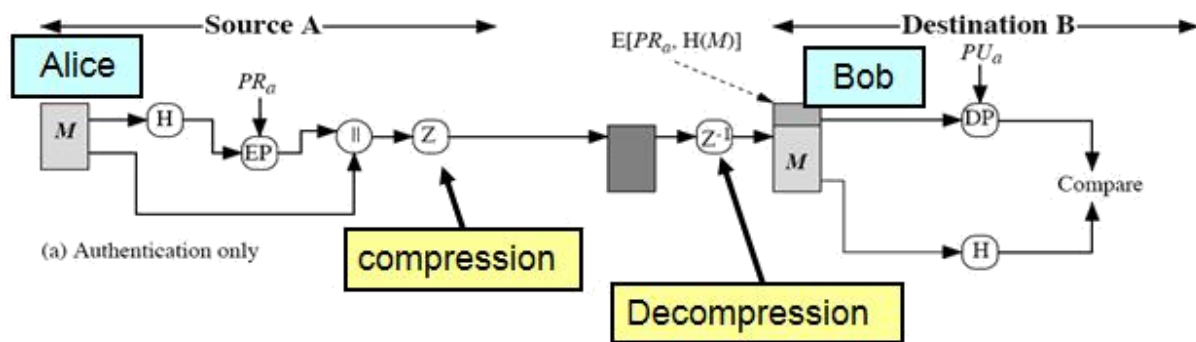 Source A
Destination B
Alice
E[PRₐ, H(M)]
Bob
PUₐ
PRₐ
M
H
EP
||
Z
Z⁻¹
M
DP
Compare
H
(a) Authentication only
compression
Decompression